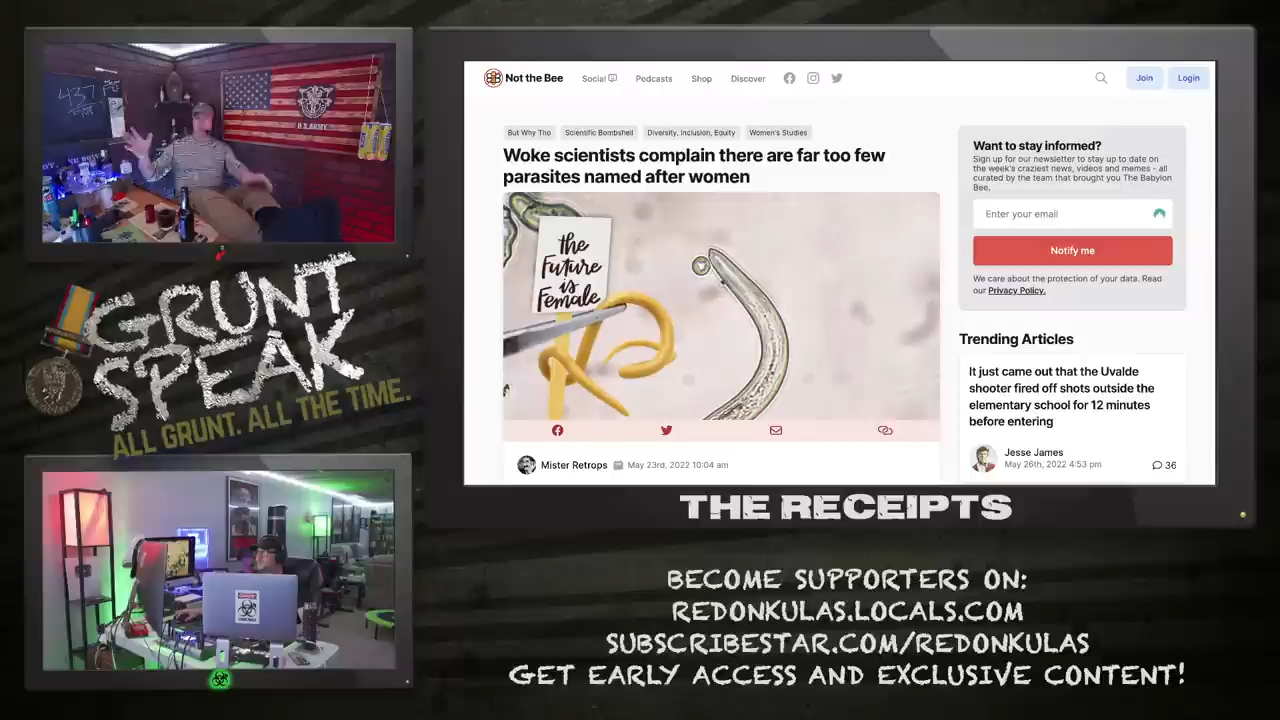 437
U.S. ARMY
GRUNT
SPEAK
ALL GRUNT. ALL THE TIME.
Not the Bee
Social
Podcasts
Shop
Discover
Join
Login
But Why Tho
Scientific Bombshell
Diversity, Inclusion, Equity
Women's Studies
Woke scientists complain there are far too few
parasites named after women
the
Future
is
Female
Mister Retrops
May 23rd, 2022 10:04 am
Want to stay informed?
Sign up for our newsletter to stay up to date on
the week's craziest news, videos and memes - all
curated by the team that brought you The Babylon
Bee.
Enter your email
Notify me
We care about the protection of your data. Read
our Privacy Policy.
Trending Articles
It just came out that the Uvalde
shooter fired off shots outside the
elementary school for 12 minutes
before entering
Jesse James
May 26th, 2022 4:53 pm
36
THE RECEIPTS
BECOME SUPPORTERS ON:
REDONKULAS.LOCALS.COM
SUBSCRIBESTAR.COM/REDONKULAS
GET EARLY ACCESS AND EXCLUSIVE CONTENT!